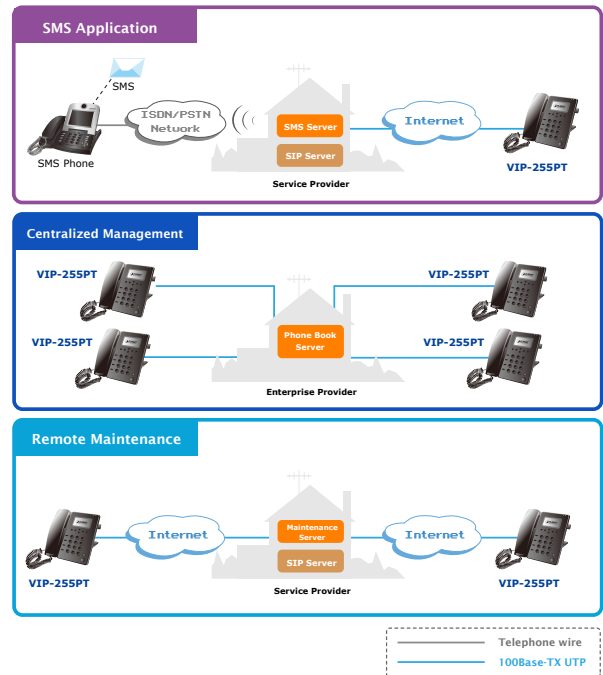 SMS Application
SMS
ISDN/PSTN
Network
SMS Phone
SMS Server
SIP Server
Service Provider
Internet
VIP-255PT
Centralized Management
VIP-255PT
VIP-255PT
VIP-255PT
VIP-255PT
Phone Book
Server
Enterprise Provider
Remote Maintenance
Internet
Maintenance
Server
SIP Server
Internet
VIP-255PT
Service Provider
VIP-255PT
Telephone wire
100Base-TX UTP